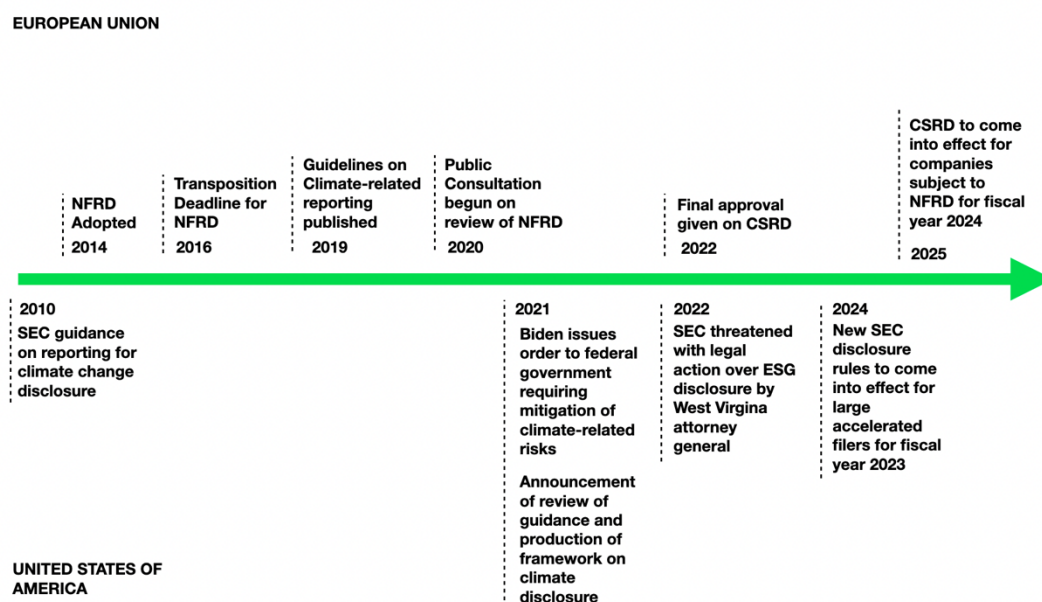 EUROPEAN UNION
NFRD
Adopted
2014
Transposition
Deadline for
NFRD
2016
Guidelines on
Climate-related
reporting
published
2019
Public
Consultation
begun on
review of NFRD
2020
Final approval
given on CSRD
2022
CSRD to come
into effect for
companies
subject to
NFRD for fiscal
year 2024
2025
2010
SEC guidance
on reporting for
climate change
disclosure
2021
Biden issues
order to federal
government
requiring
mitigation of
climate-related
risks
Announcement
of review of
guidance and
production of
framework on
climate
disclosure
2022
SEC threatened
with legal
action over ESG
disclosure by
West Virgina
attorney
general
2024
New SEC
disclosure
rules to come
into effect for
large
accelerated
filers for fiscal
year 2023
UNITED STATES OF
AMERICA